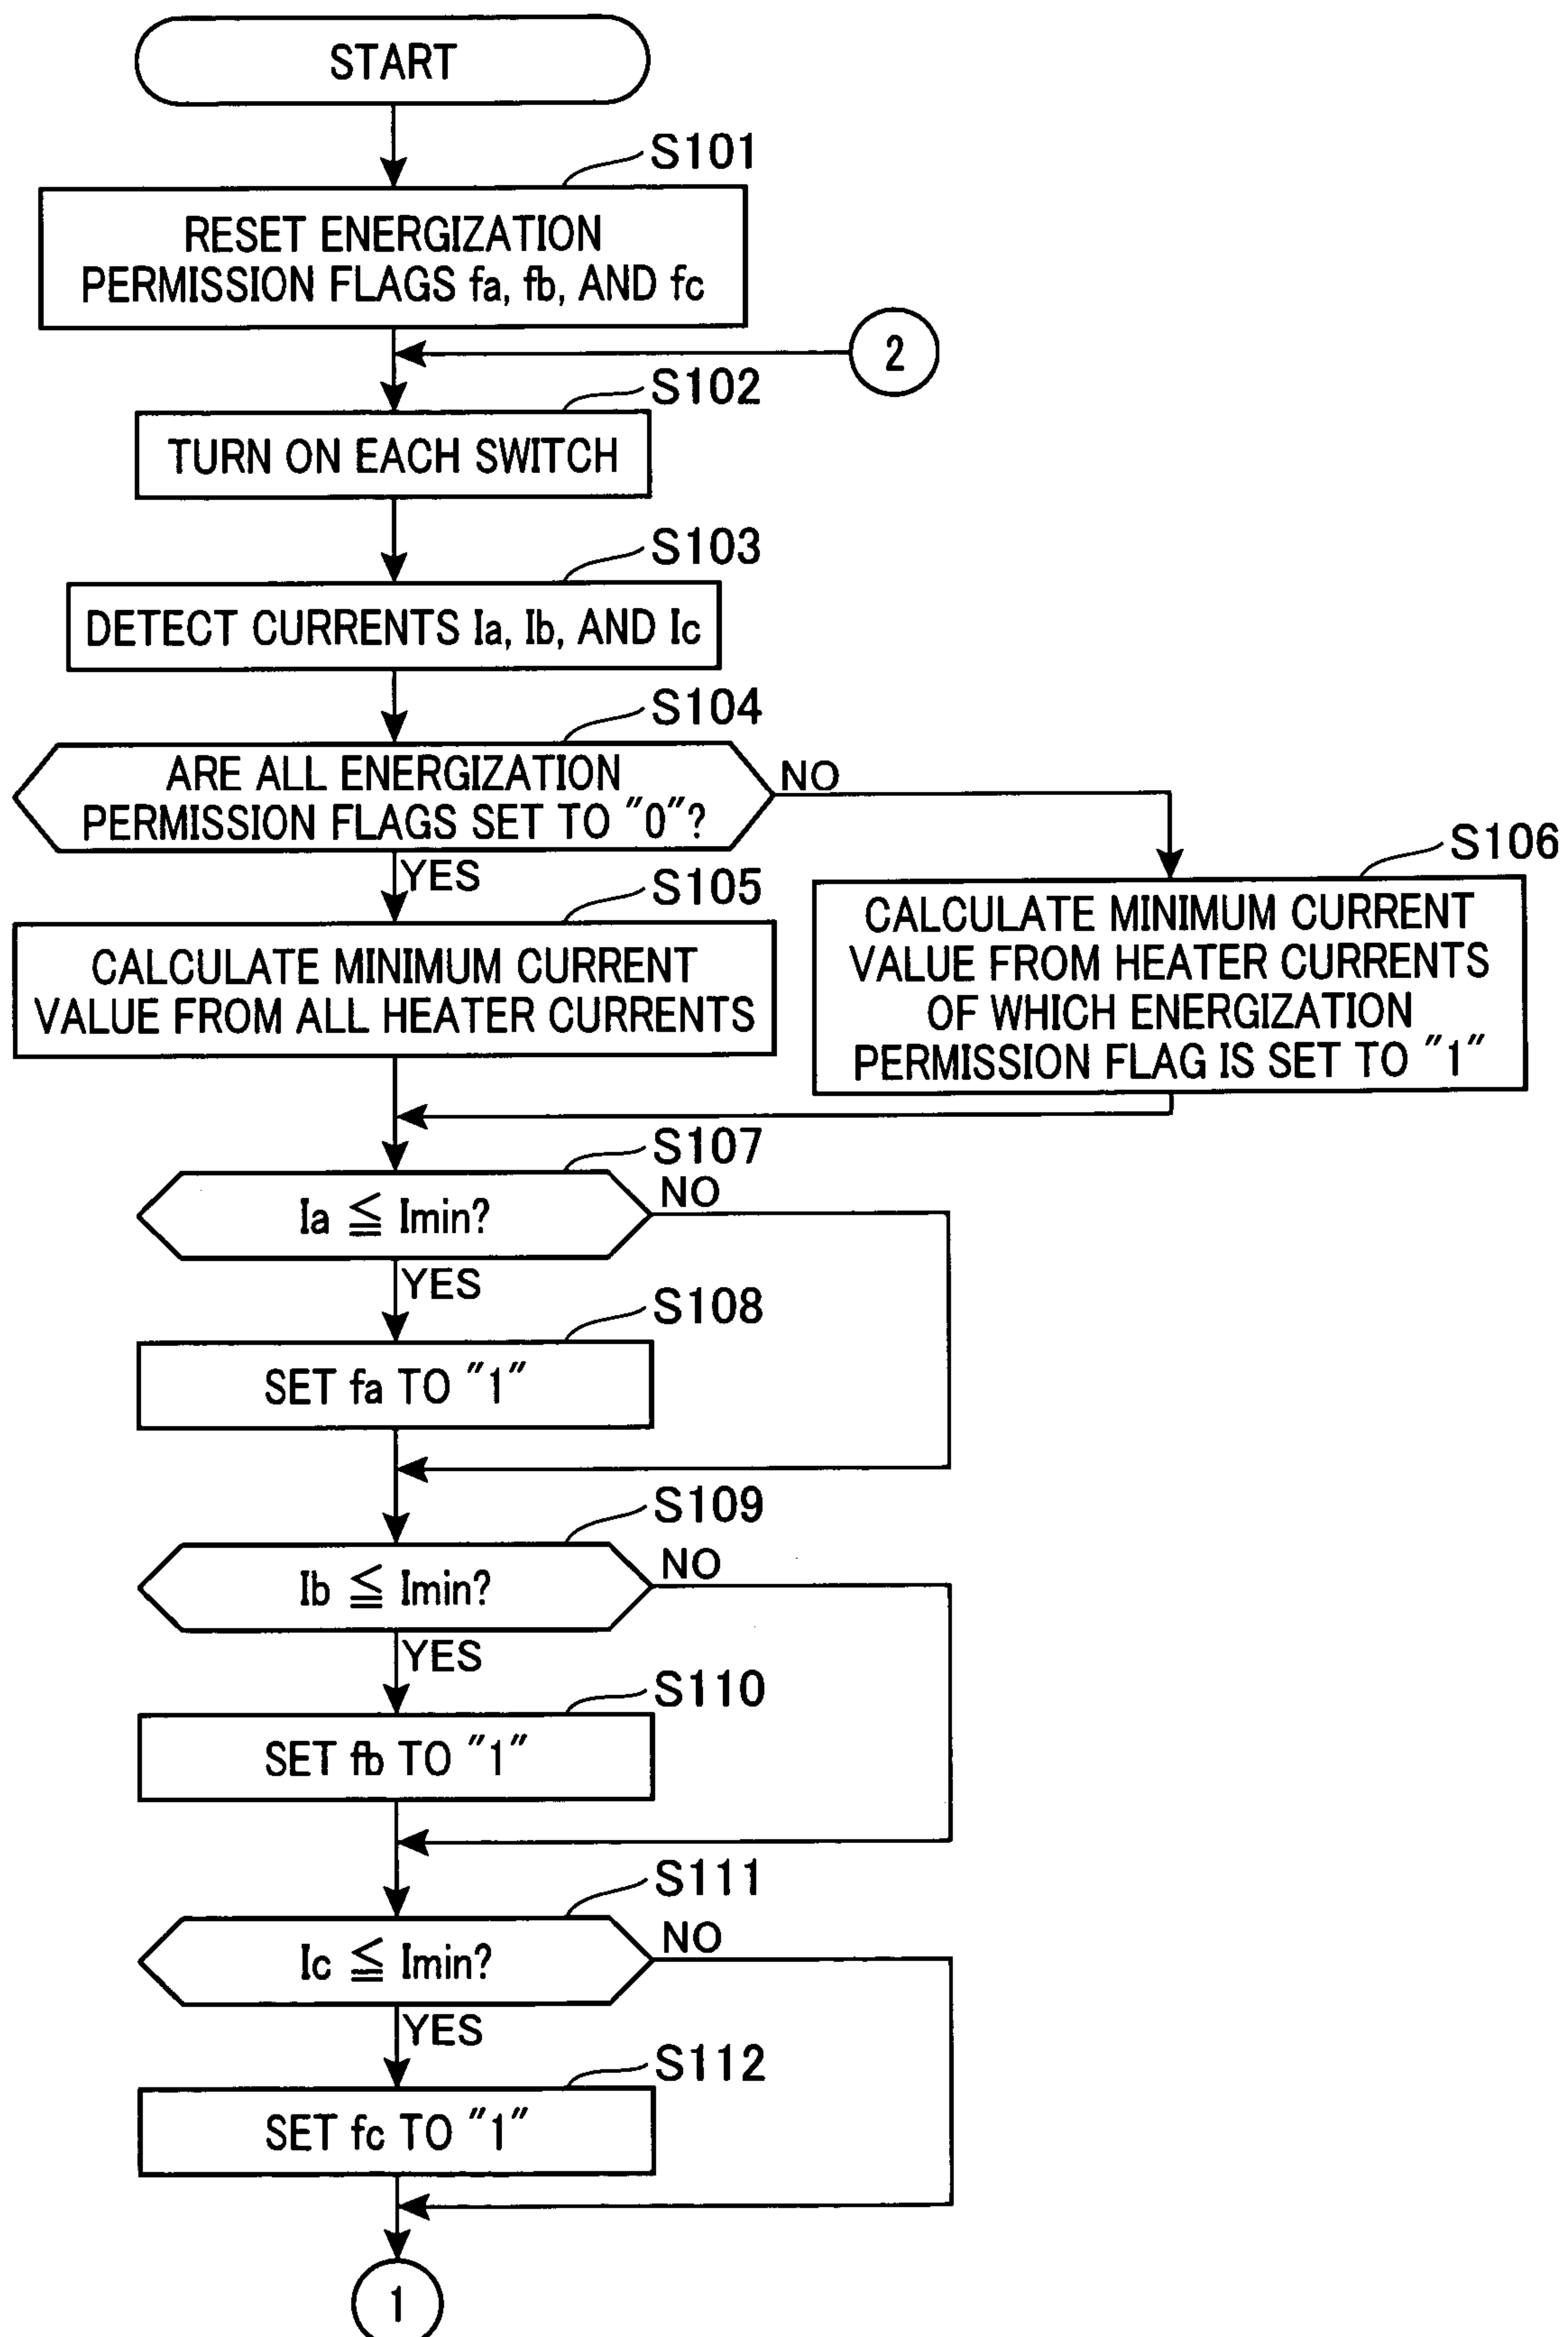 START
S101
RESET ENERGIZATION
PERMISSION FLAGS fa, fb, AND fc
2
S102
TURN ON EACH SWITCH
S103
DETECT CURRENTS Ia, Ib, AND Ic
S104
ARE ALL ENERGIZATION
PERMISSION FLAGS SET TO "0"?
NO
YES
S105
CALCULATE MINIMUM CURRENT
VALUE FROM ALL HEATER CURRENTS
S106
CALCULATE MINIMUM CURRENT
VALUE FROM HEATER CURRENTS
OF WHICH ENERGIZATION
PERMISSION FLAG IS SET TO "1"
S107
Ia ≦ Imin?
NO
YES
S108
SET fa TO "1"
S109
Ib ≦ Imin?
NO
YES
S110
SET fb TO "1"
S111
Ic ≦ Imin?
NO
YES
S112
SET fc TO "1"
1